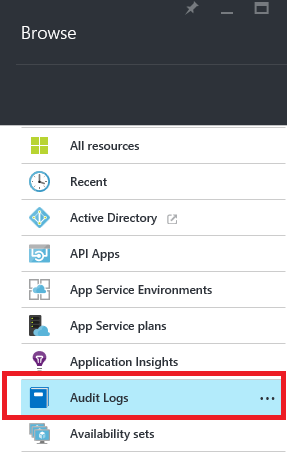 Browse
All resources
Recent
Active Directory
API Apps
App Service Environments
App Service plans
Application Insights
Audit Logs
Availability sets